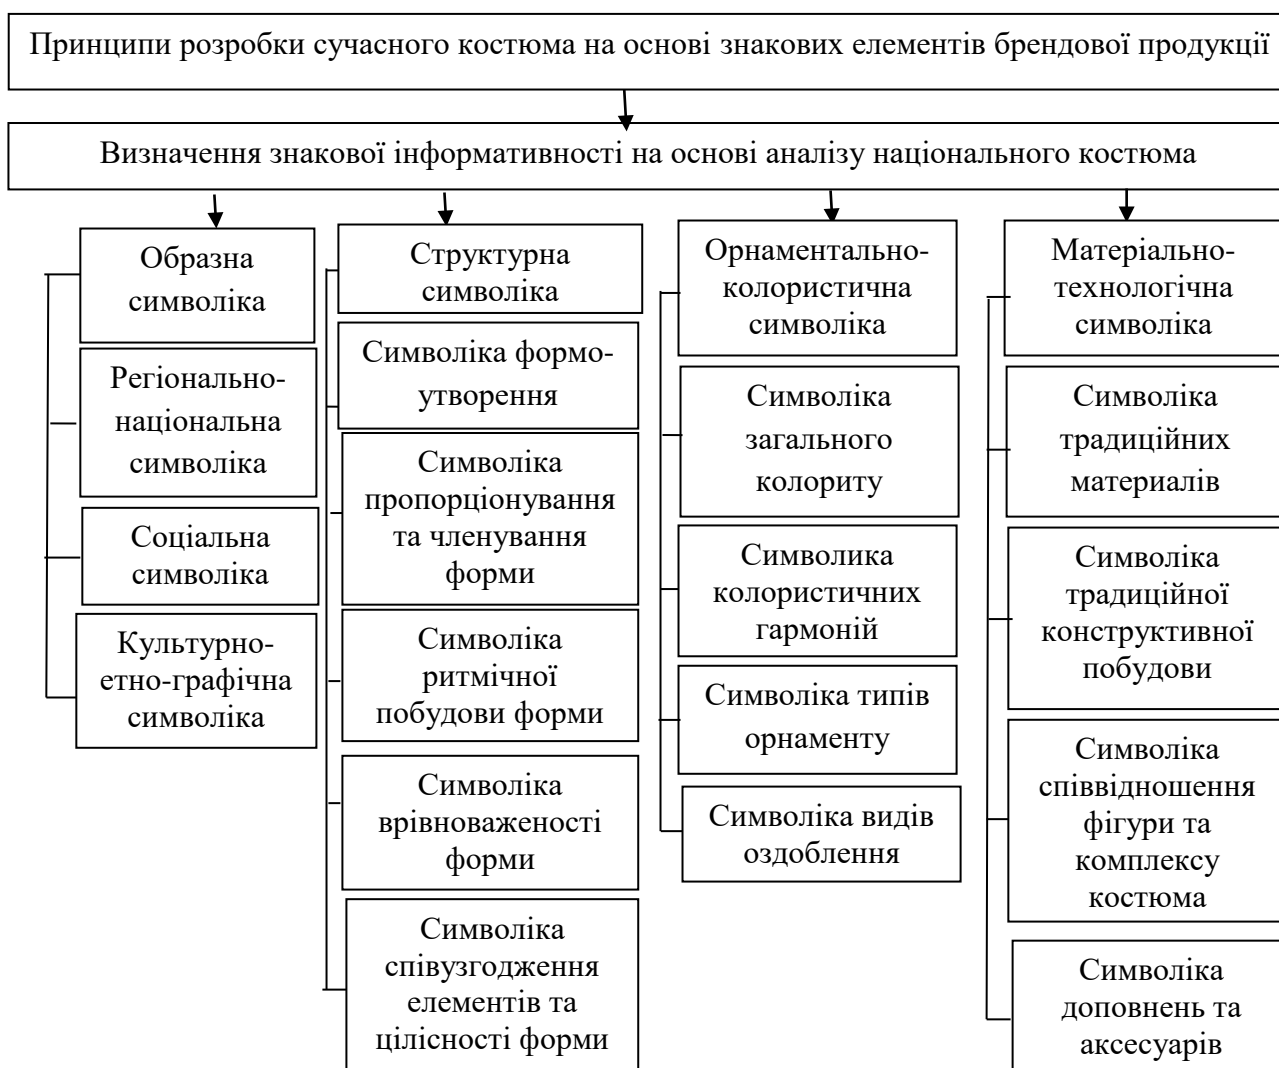 Принципи розробки сучасного костюма на основі знакових елементів брендової продукції
Визначення знакової інформативності на основі аналізу національного костюма
Образна
символіка
Регіонально-
національна
символіка
Соціальна
символіка
Культурно-
етно-графічна
символіка
Структурна
символіка
Символіка формо-
утворення
Символіка
пропорціонування
та членування
форми
Символіка
ритмічної
побудови форми
Символіка
врівноваженості
форми
Символіка
співузгодження
елементів та
цілісності форми
Орнаментально-
колористична
символіка
Символіка
загального
колориту
Символика
колористичних
гармоній
Символіка типів
орнаменту
Символіка видів
оздоблення
Матеріально-
технологічна
символіка
Символіка
традиційних
материалів
Символіка
традиційної
конструктивної
побудови
Символіка
співвідношення
фігури та
комплексу
костюма
Символіка
доповнень та
аксесуарів